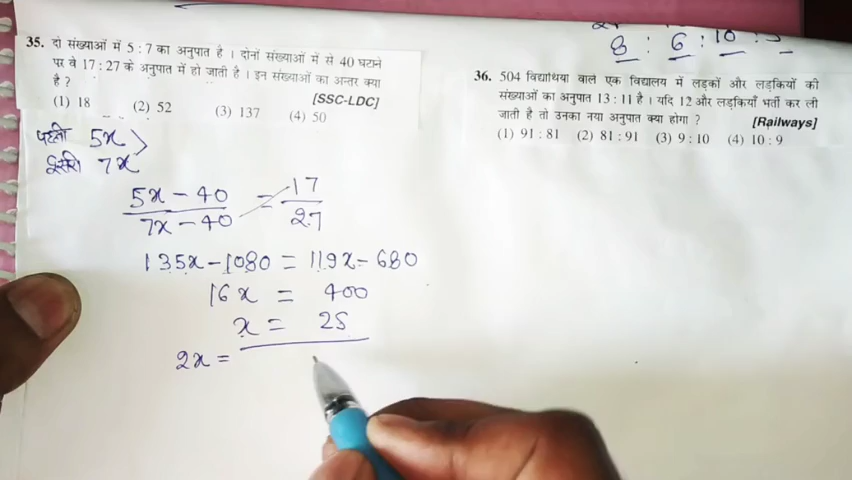 8 : 6 : 10 :
35. दो संख्याओं में 5 : 7 का अनुपात है । दोनों संख्याओं में से 40 घटाने
पर वे 17 : 27 के अनुपात में हो जाती है । इन संख्याओं का अन्तर क्या
है ?
[SSC-LDC]
(1) 18 (2) 52 (3) 137 (4) 50
पहली 5x
दूसरी 7x
5x - 40 / 7x - 40 = 17 / 27
135x - 1080 = 119x - 680
16x = 400
x = 25
2x =
36. 504 विद्यार्थियों वाले एक विद्यालय में लड़कों और लड़कियों की
संख्याओं का अनुपात 13 : 11 है । यदि 12 और लड़कियाँ भर्ती कर ली
जाती है तो उनका नया अनुपात क्या होगा ? [Railways]
(1) 91 : 81 (2) 81 : 91 (3) 9 : 10 (4) 10 : 9